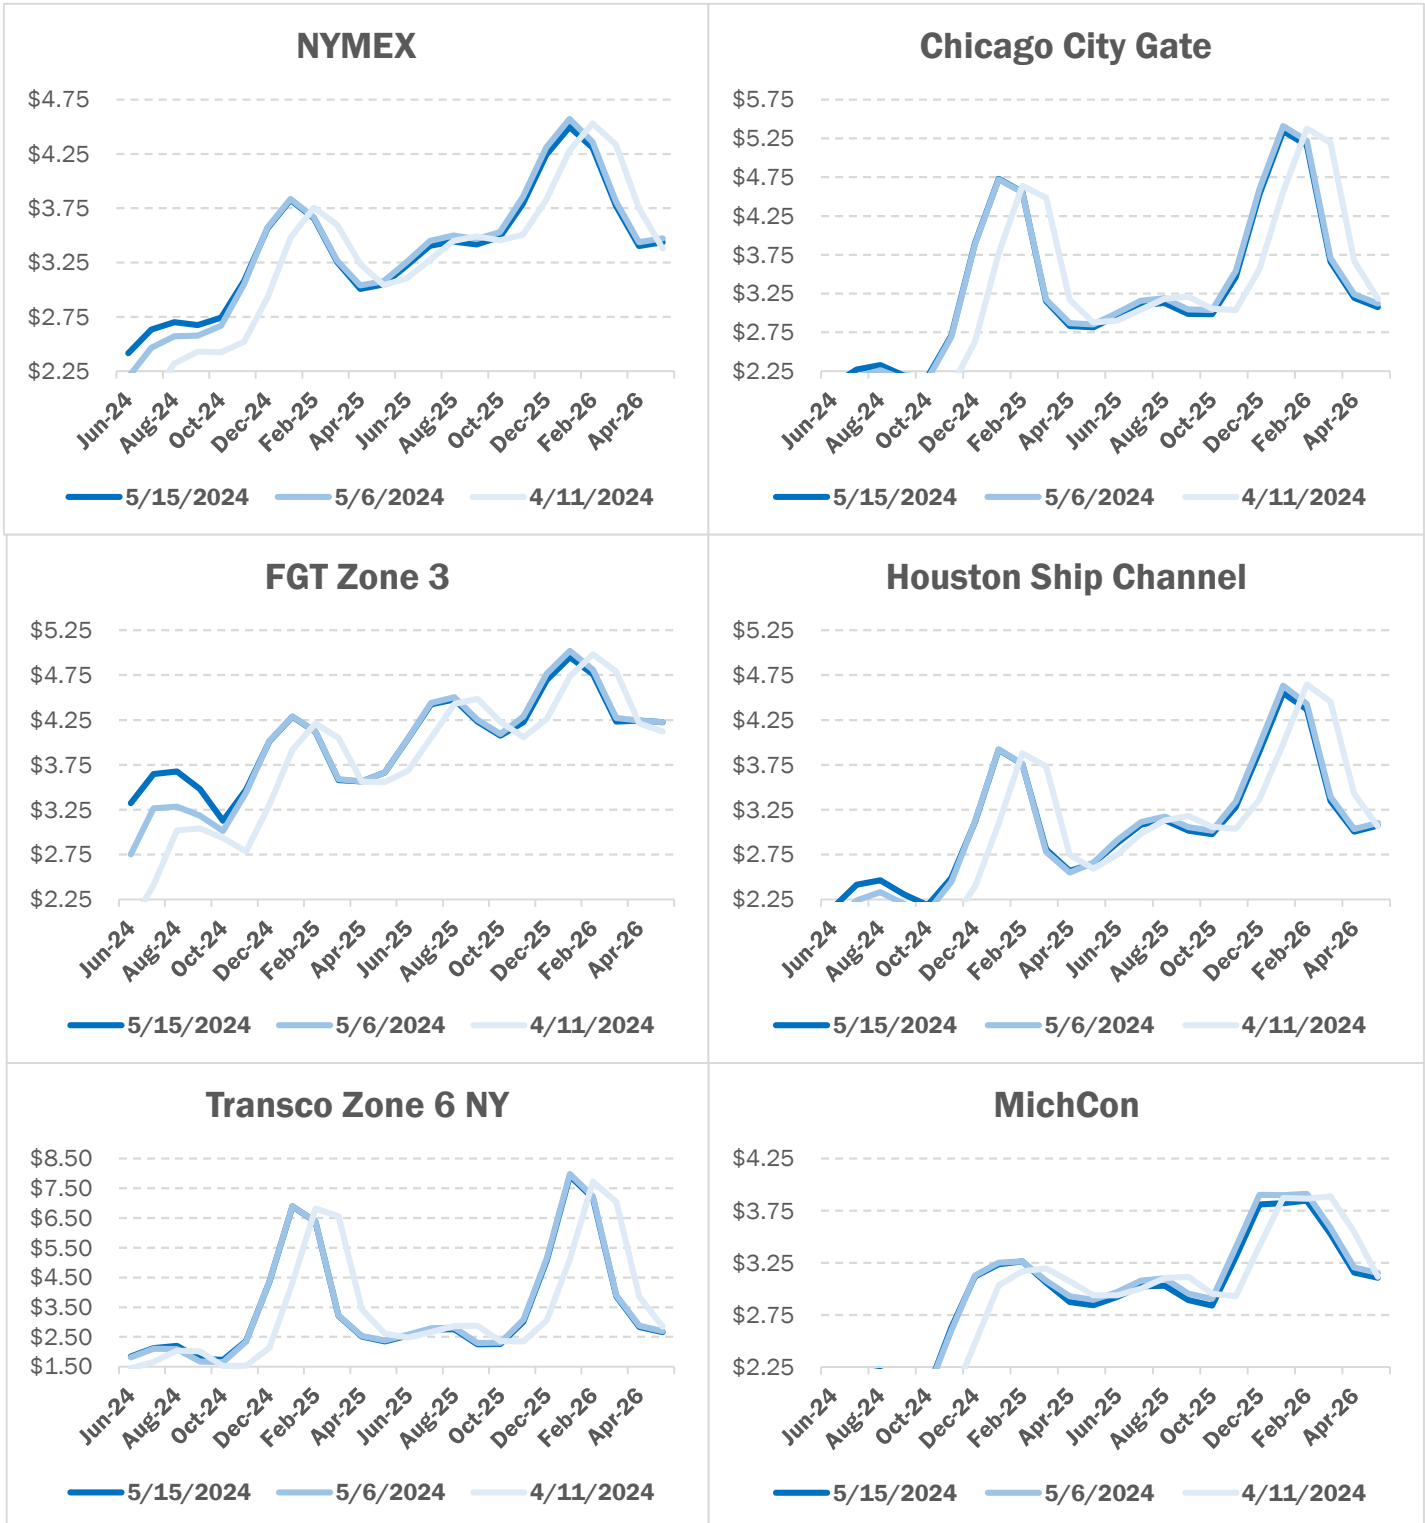 NYMEX
$4.75
$4.25
$3.75
$3.25
$2.75
$2.25
Jun-24 Aug-24 Oct-24 Dec-24 Feb-25 Apr-25 Jun-25 Aug-25 Oct-25 Dec-25 Feb-26 Apr-26
5/15/2024 5/6/2024 4/11/2024
Chicago City Gate
$5.75
$5.25
$4.75
$4.25
$3.75
$3.25
$2.75
$2.25
Jun-24 Aug-24 Oct-24 Dec-24 Feb-25 Apr-25 Jun-25 Aug-25 Oct-25 Dec-25 Feb-26 Apr-26
5/15/2024 5/6/2024 4/11/2024
FGT Zone 3
$5.25
$4.75
$4.25
$3.75
$3.25
$2.75
$2.25
Jun-24 Aug-24 Oct-24 Dec-24 Feb-25 Apr-25 Jun-25 Aug-25 Oct-25 Dec-25 Feb-26 Apr-26
5/15/2024 5/6/2024 4/11/2024
Houston Ship Channel
$5.25
$4.75
$4.25
$3.75
$3.25
$2.75
$2.25
Jun-24 Aug-24 Oct-24 Dec-24 Feb-25 Apr-25 Jun-25 Aug-25 Oct-25 Dec-25 Feb-26 Apr-26
5/15/2024 5/6/2024 4/11/2024
Transco Zone 6 NY
$8.50
$7.50
$6.50
$5.50
$4.50
$3.50
$2.50
$1.50
Jun-24 Aug-24 Oct-24 Dec-24 Feb-25 Apr-25 Jun-25 Aug-25 Oct-25 Dec-25 Feb-26 Apr-26
5/15/2024 5/6/2024 4/11/2024
MichCon
$4.25
$3.75
$3.25
$2.75
$2.25
Jun-24 Aug-24 Oct-24 Dec-24 Feb-25 Apr-25 Jun-25 Aug-25 Oct-25 Dec-25 Feb-26 Apr-26
5/15/2024 5/6/2024 4/11/2024